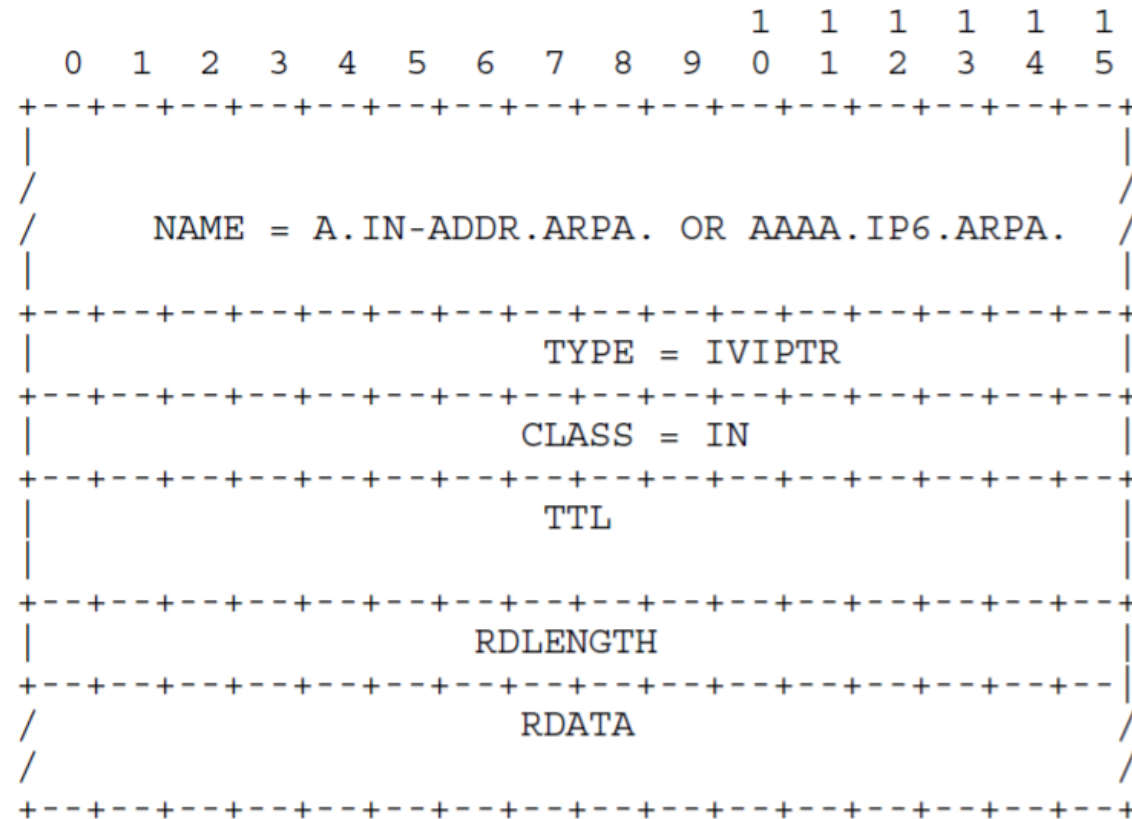 1 1 1 1 1 1
0 1 2 3 4 5 6 7 8 9 0 1 2 3 4 5
+--+--+--+--+--+--+--+--+--+--+--+--+--+--+--+--+
| |
/ /
/ NAME = A.IN-ADDR.ARPA. OR AAAA.IP6.ARPA. /
| |
+--+--+--+--+--+--+--+--+--+--+--+--+--+--+--+--+
| TYPE = IVIPTR |
+--+--+--+--+--+--+--+--+--+--+--+--+--+--+--+--+
| CLASS = IN |
+--+--+--+--+--+--+--+--+--+--+--+--+--+--+--+--+
| TTL |
| |
+--+--+--+--+--+--+--+--+--+--+--+--+--+--+--+--+
| RDLENGTH |
+--+--+--+--+--+--+--+--+--+--+--+--+--+--+--+--|
/ RDATA /
/ /
+--+--+--+--+--+--+--+--+--+--+--+--+--+--+--+--+